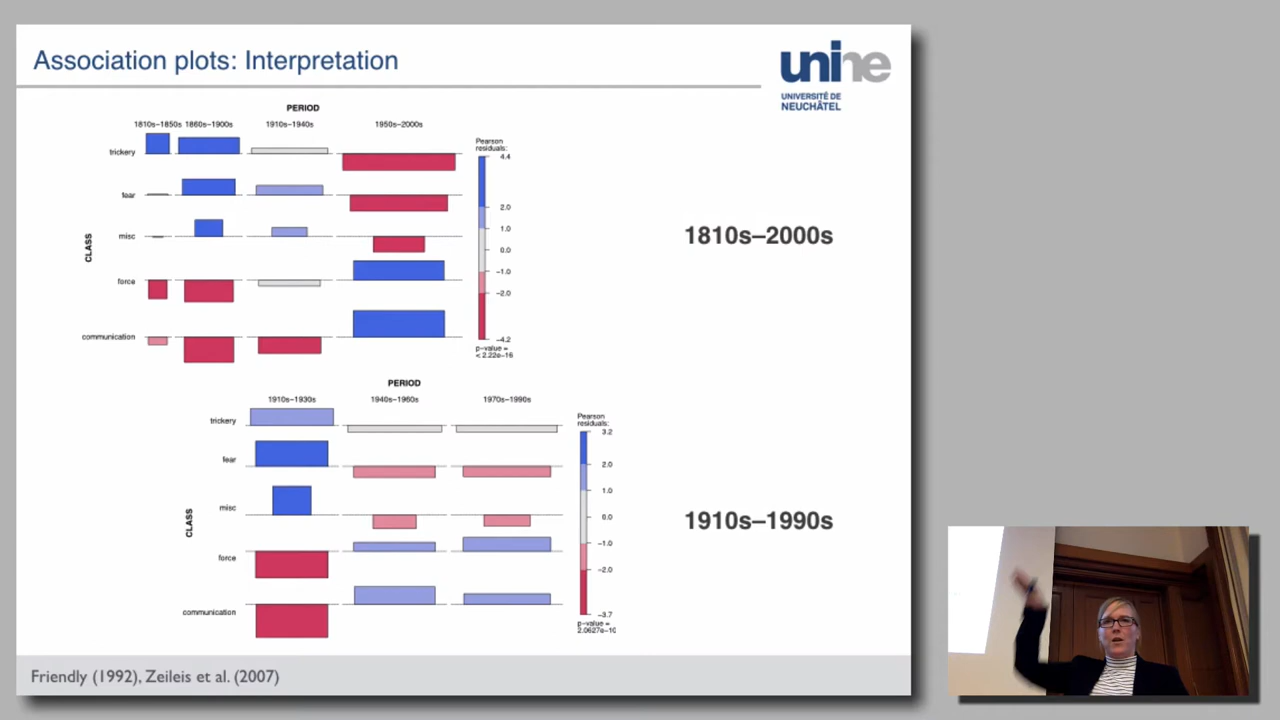 Association plots: Interpretation
unine
UNIVERSITÉ DE
NEUCHÂTEL
PERIOD
1810s–1850s 1860s–1900s 1910s–1940s 1950s–2000s
CLASS
trickery
fear
misc
force
communication
Pearson
residuals:
4.4
2.0
1.0
0.0
−1.0
−2.0
−4.2
p-value =
< 2.22e-16
1810s–2000s
PERIOD
1910s–1930s 1940s–1960s 1970s–1990s
CLASS
trickery
fear
misc
force
communication
Pearson
residuals:
3.2
2.0
1.0
0.0
−1.0
−2.0
−3.7
p-value =
1910s–1990s
Friendly (1992), Zeileis et al. (2007)